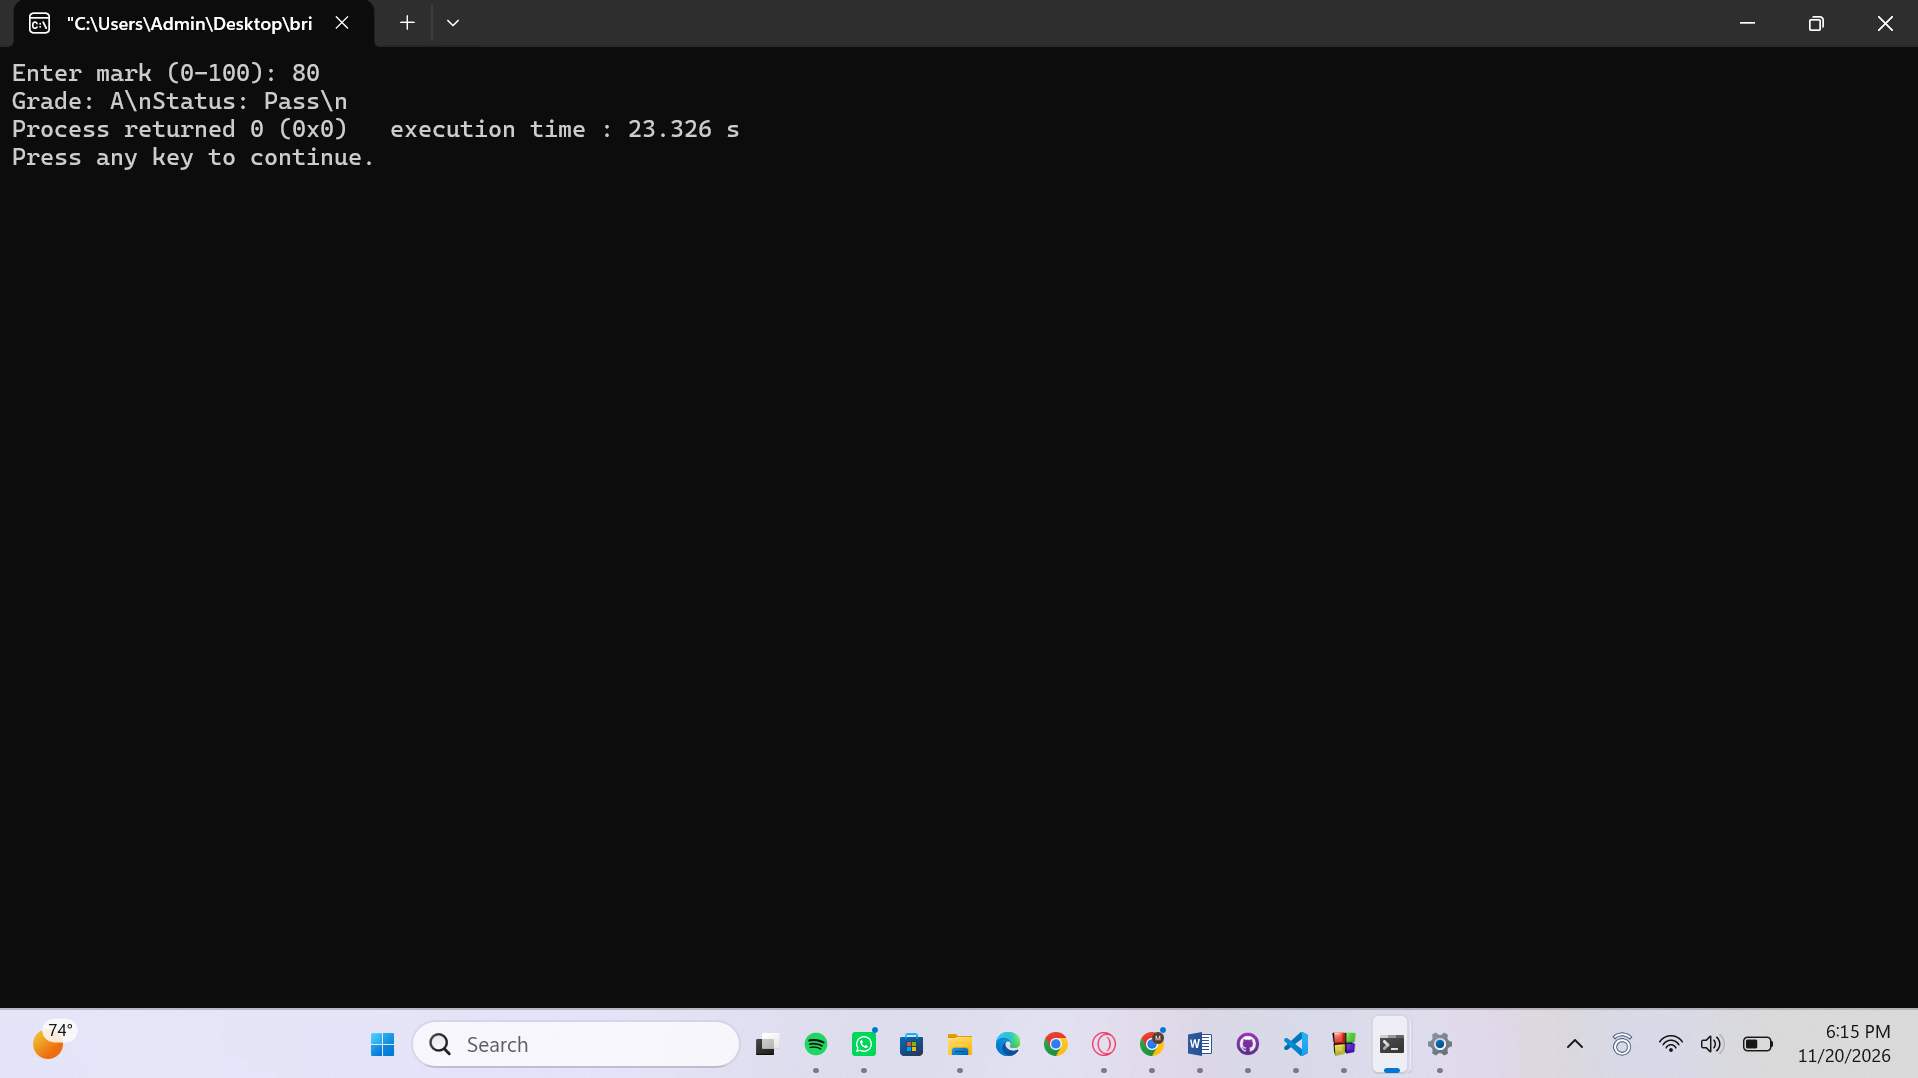 "C:\Users\Admin\Desktop\bri
Enter mark (0-100): 80
Grade: A\nStatus: Pass\n
Process returned 0 (0x0)   execution time : 23.326 s
Press any key to continue.
74°
Search
6:15 PM
11/20/2026